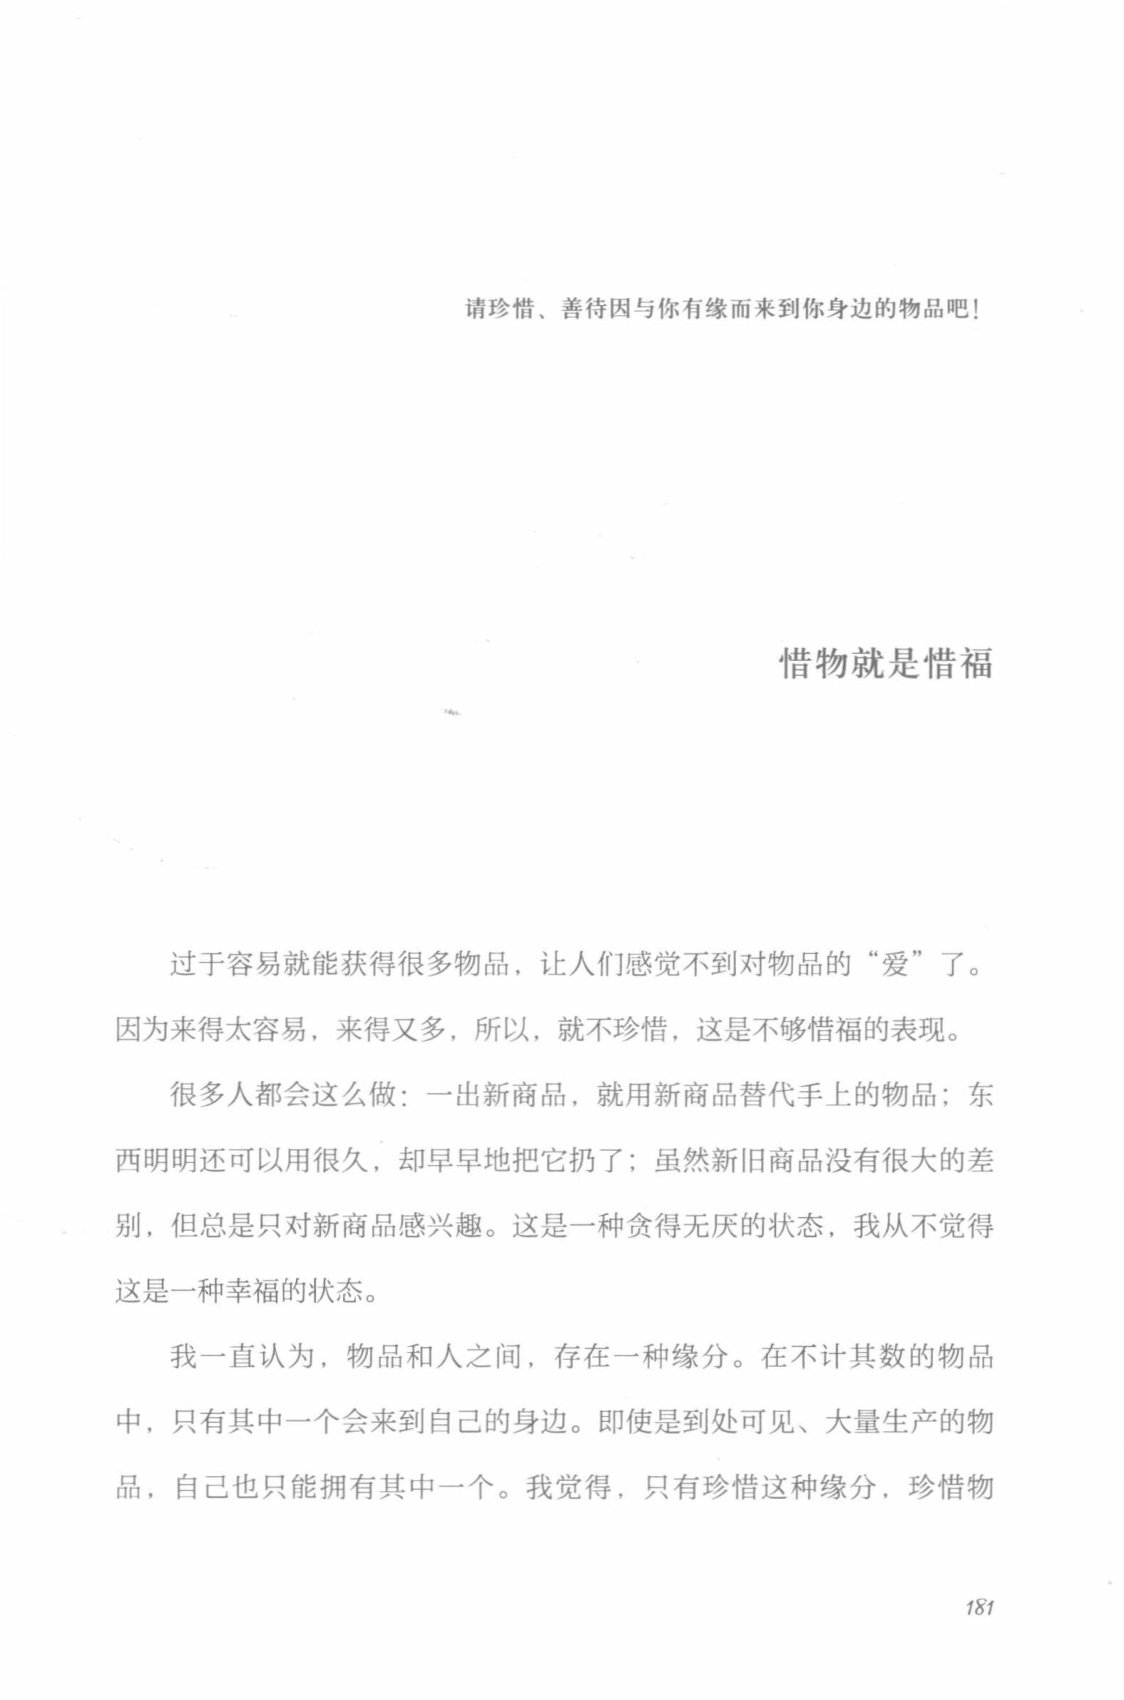 请珍惜、善待因与你有缘而来到你身边的物品吧！
惜物就是惜福
过于容易就能获得很多物品，让人们感觉不到对物品的“爱”了。
因为来得太容易，来得又多，所以，就不珍惜，这是不够惜福的表现。
很多人都会这么做：一出新商品，就用新商品替代手上的物品；东
西明明还可以用很久，却早早地把它扔了；虽然新旧商品没有很大的差
别，但总是只对新商品感兴趣。这是一种贪得无厌的状态，我从不觉得
这是一种幸福的状态。
我一直认为，物品和人之间，存在一种缘分。在不计其数的物品
中，只有其中一个会来到自己的身边。即使是到处可见、大量生产的物
品，自己也只能拥有其中一个。我觉得，只有珍惜这种缘分，珍惜物
181